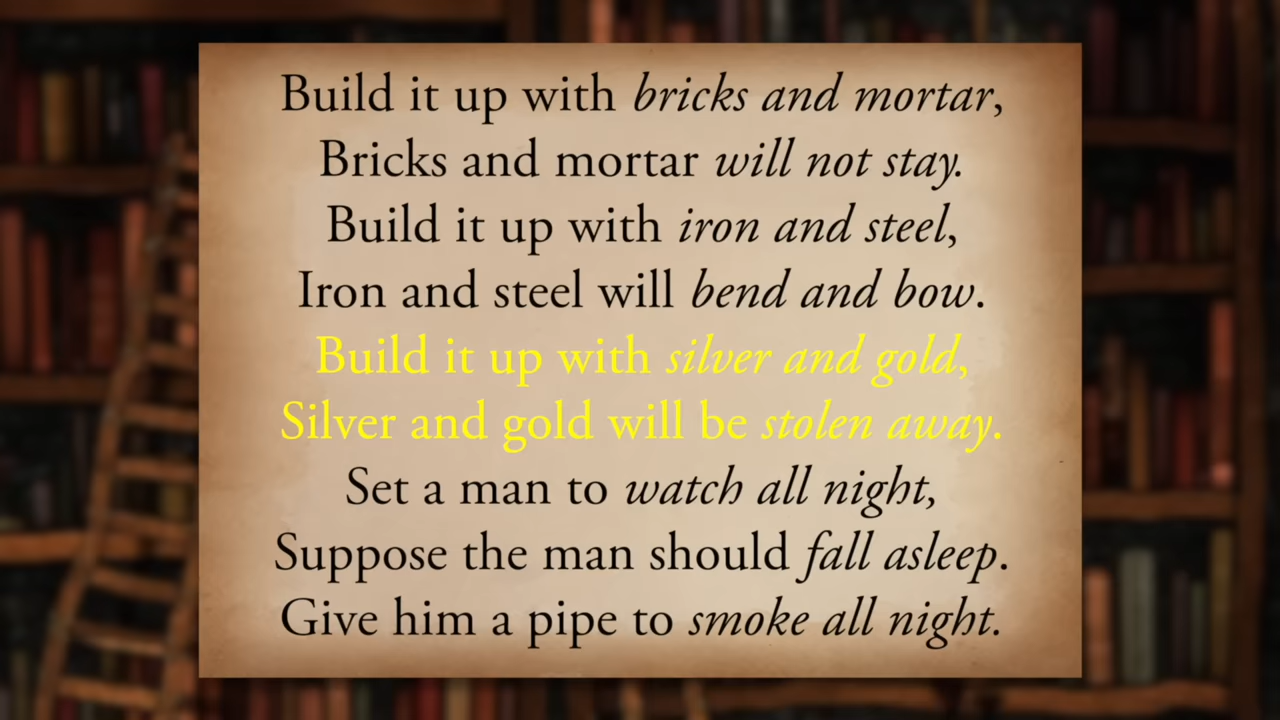 Build it up with bricks and mortar,
Bricks and mortar will not stay.
Build it up with iron and steel,
Iron and steel will bend and bow.
Build it up with silver and gold,
Silver and gold will be stolen away.
Set a man to watch all night,
Suppose the man should fall asleep.
Give him a pipe to smoke all night.